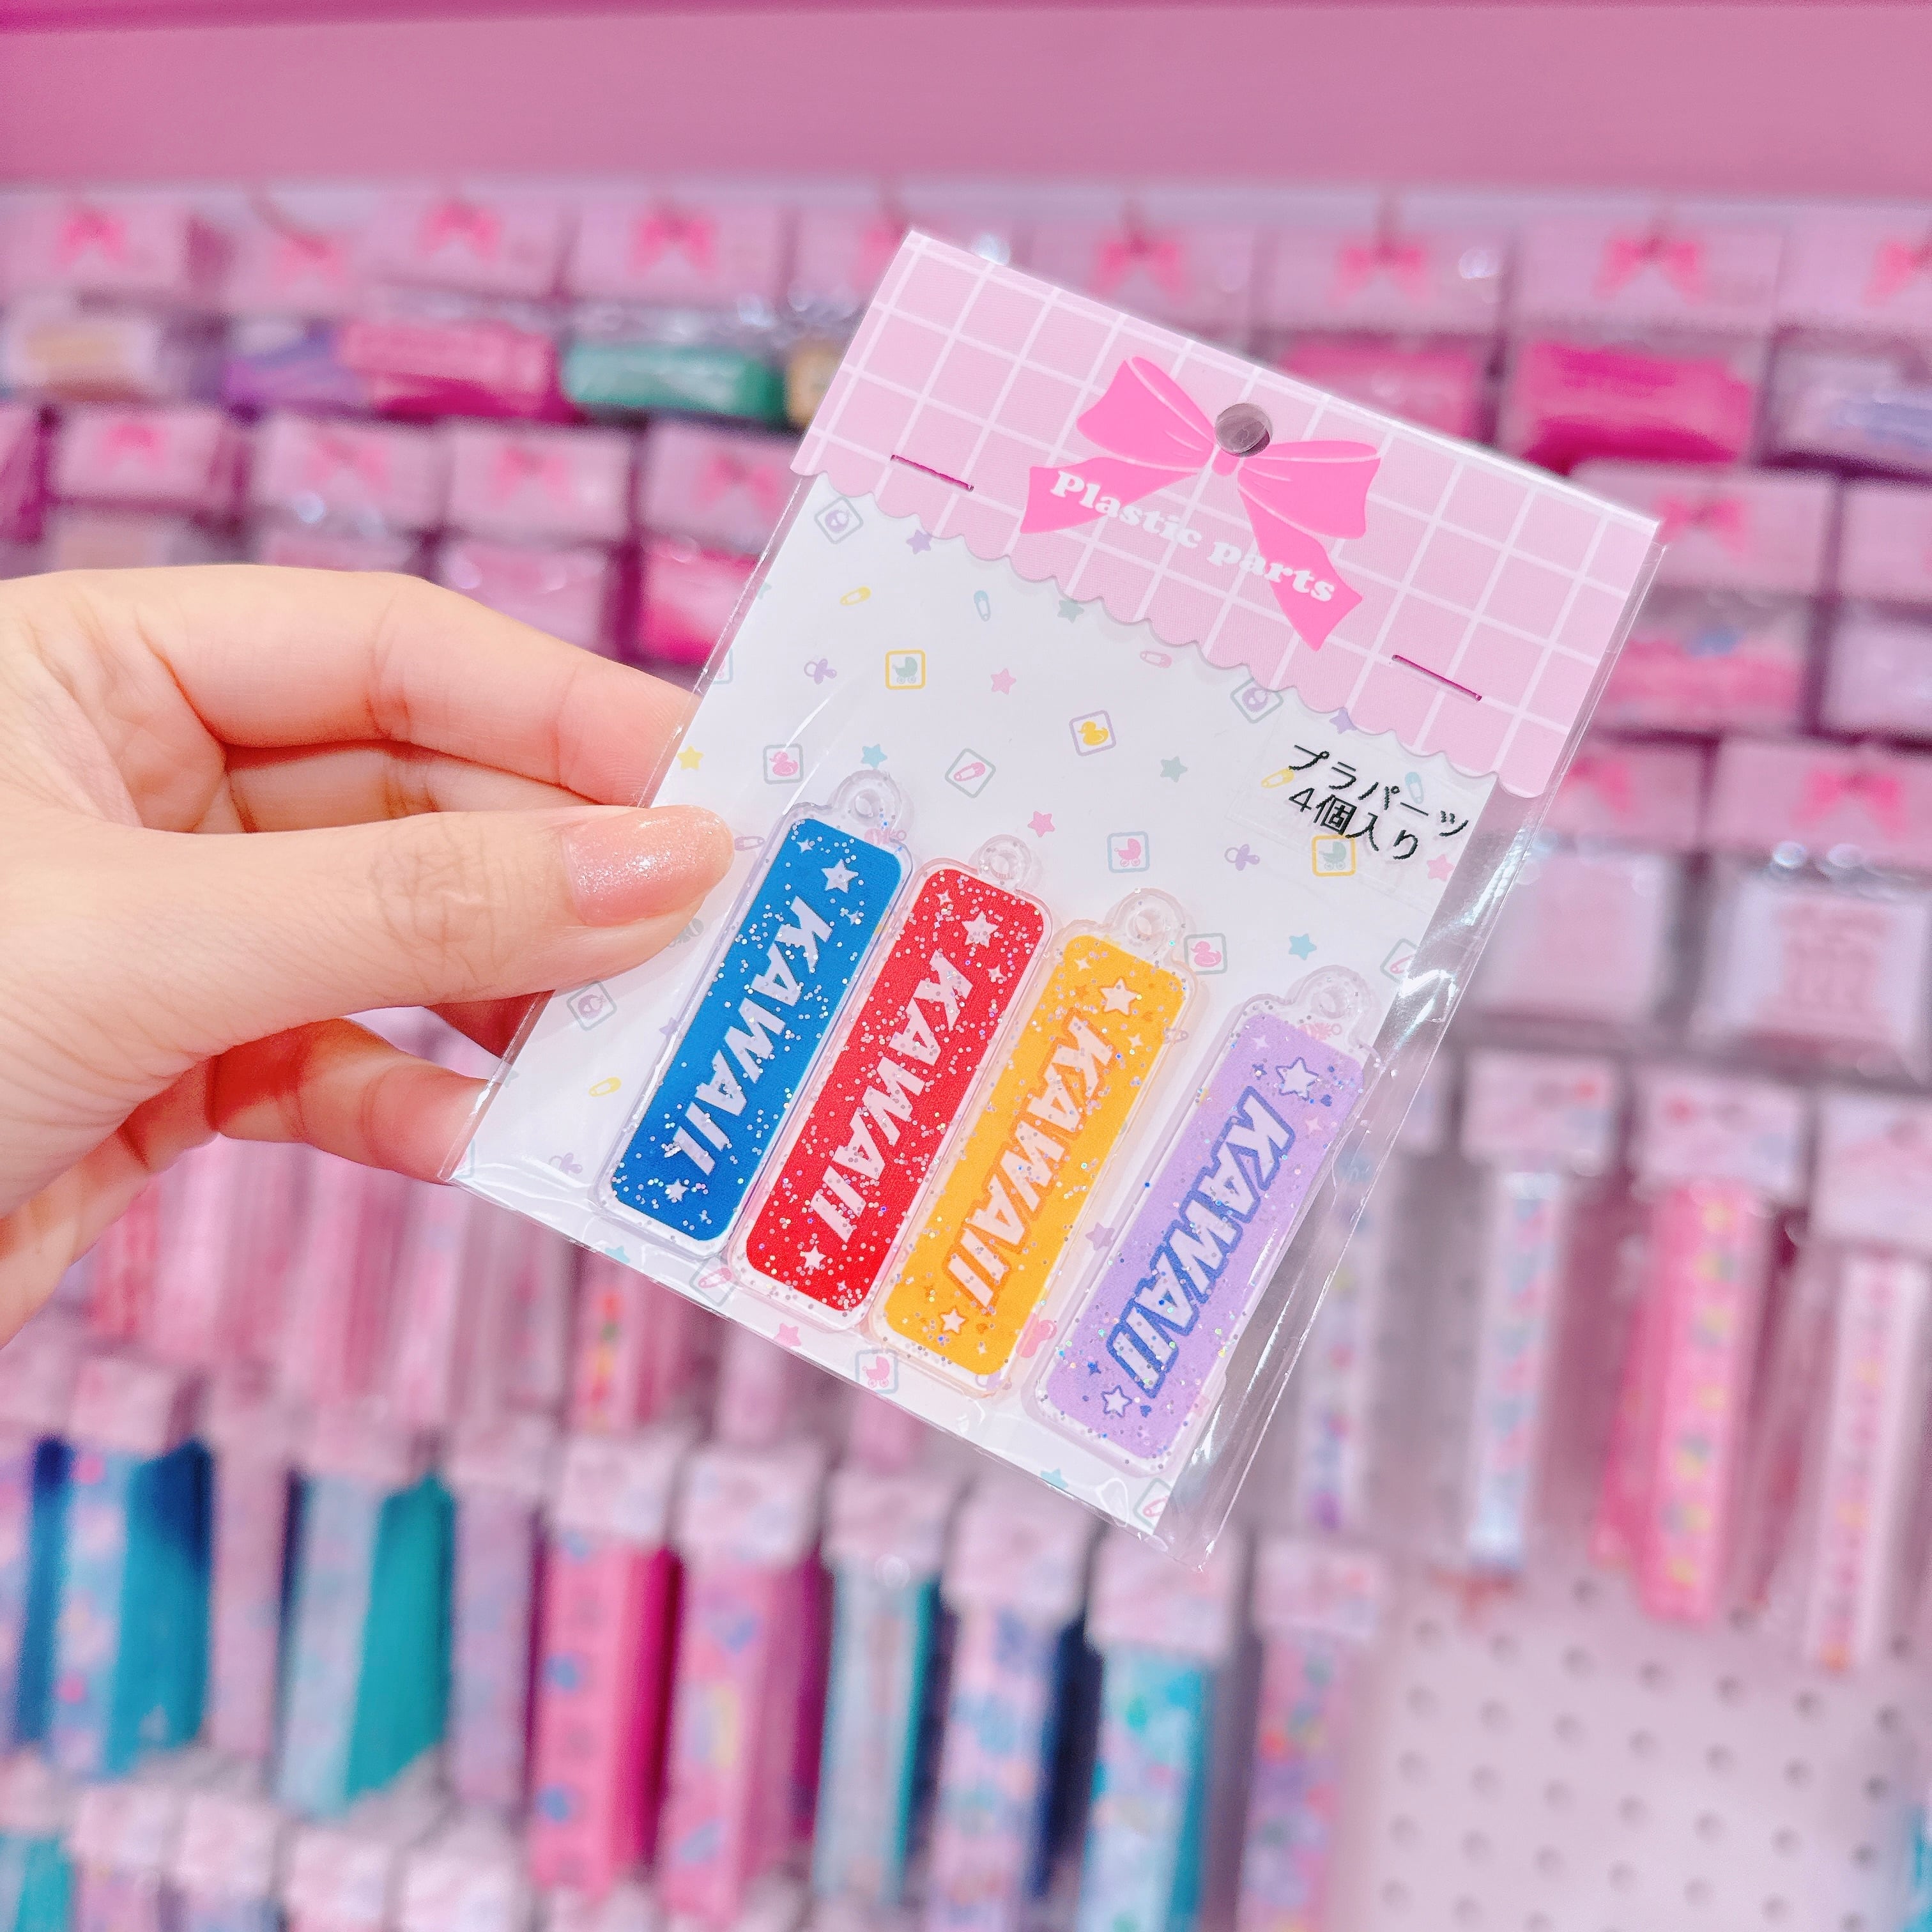 Plastic parts
プラパーツ
4個入り
KAWAII
KAWAII
KAWAII
KAWAII